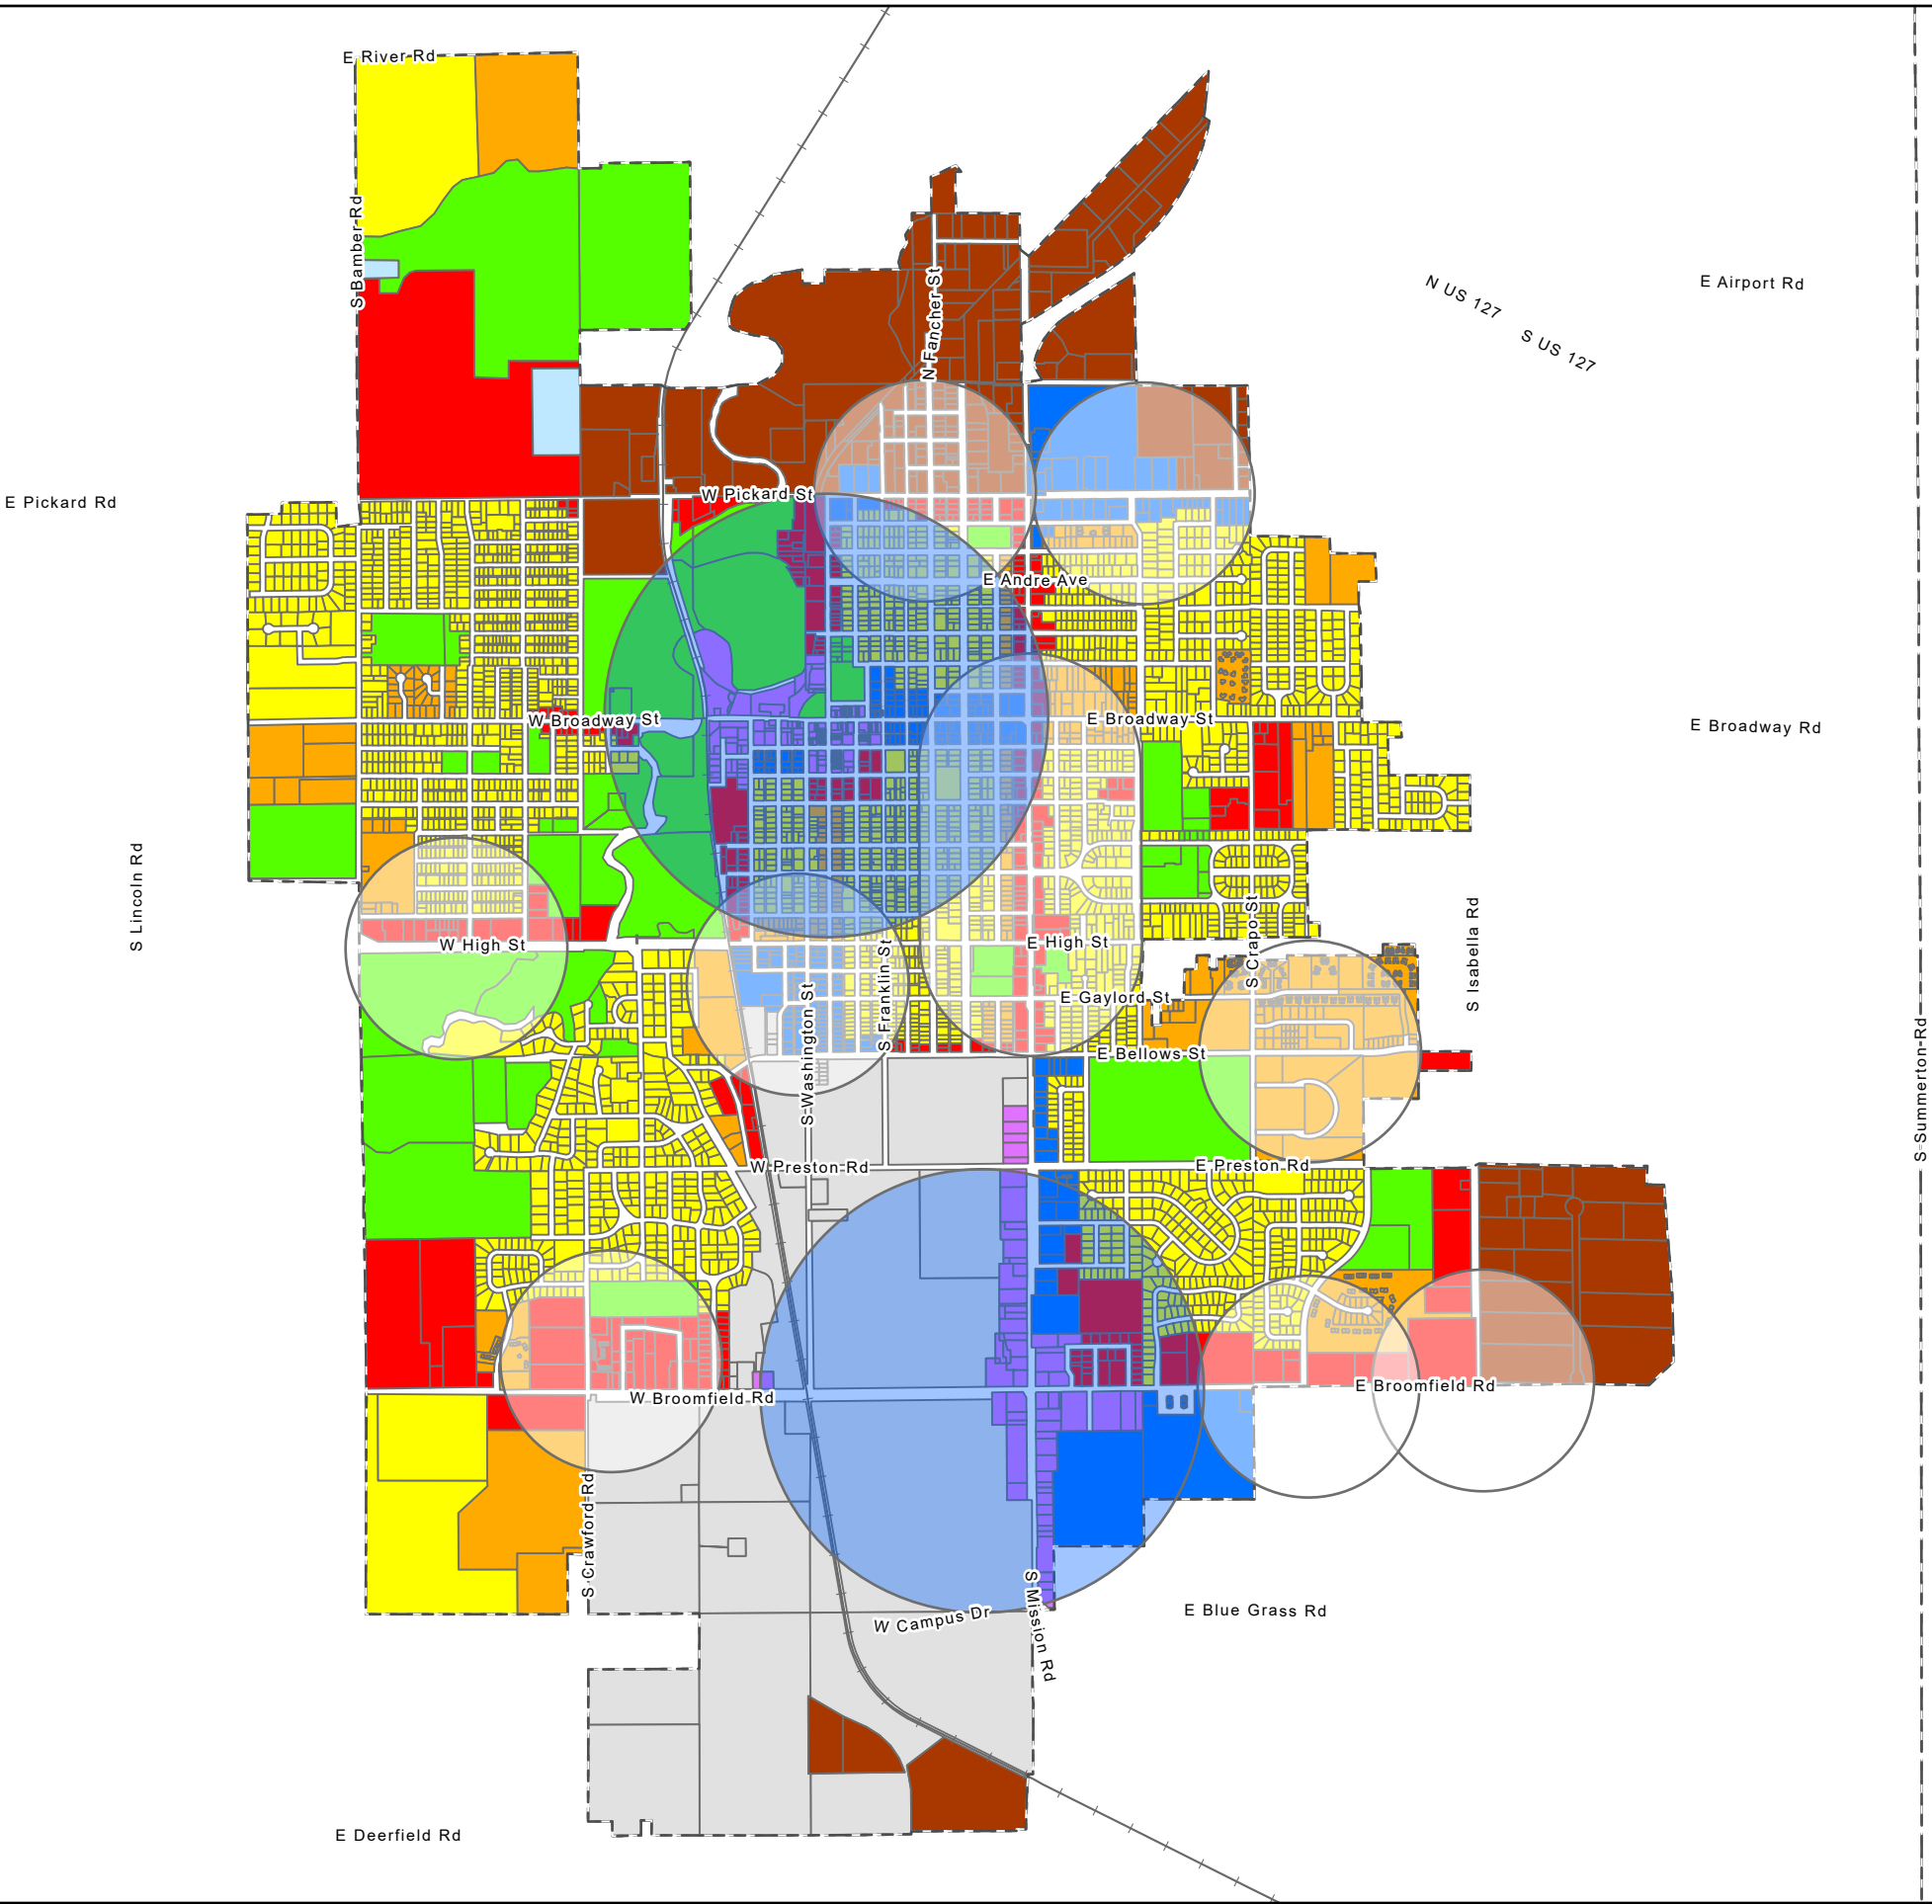 E River Rd
S Bamber Rd
N Fancher St
N US 127
S US 127
E Airport Rd
E Pickard Rd
W Pickard St
E Andre Ave
W Broadway St
E Broadway St
E Broadway Rd
S Lincoln Rd
W High St
S Franklin St
E High St
S Crapo St
S Isabella Rd
E Gaylord St
S Washington St
E Bellows St
S Summerton Rd
W Preston Rd
E Preston Rd
W Broomfield Rd
E Broomfield Rd
S Crawford Rd
W Campus Dr
S Mission Rd
E Blue Grass Rd
E Deerfield Rd